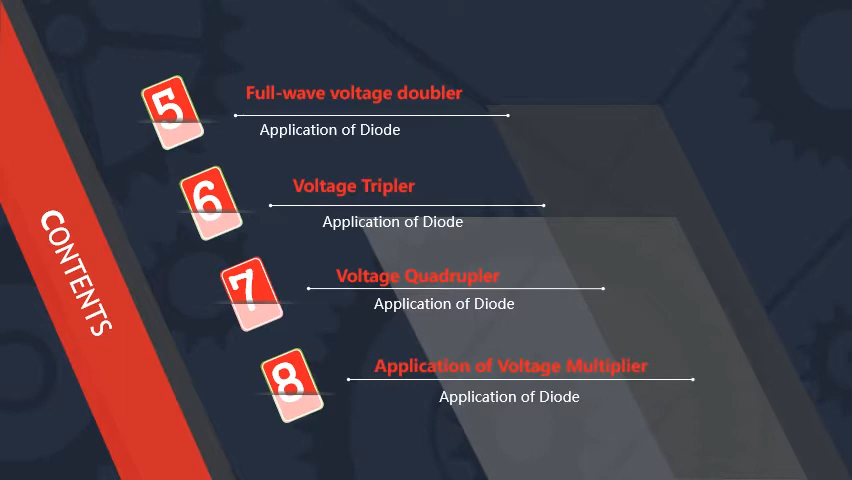 CONTENTS
5
Full-wave voltage doubler
Application of Diode
6
Voltage Tripler
Application of Diode
7
Voltage Quadrupler
Application of Diode
8
Application of Voltage Multiplier
Application of Diode